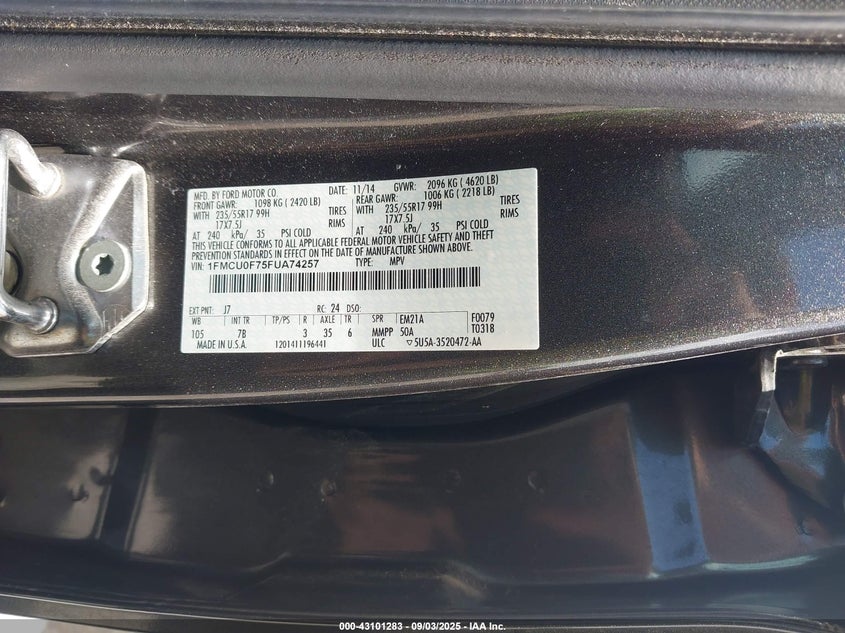 MFD. BY FORD MOTOR CO. DATE: 11/14 GVWR: 2096 KG ( 4620 LB)
FRONT GAWR: 1098 KG ( 2420 LB) REAR GAWR: 1006 KG ( 2218 LB)
WITH 235/55R17 99H TIRES WITH 235/55R17 99H TIRES
17X7.5J RIMS 17X7.5J RIMS
AT 240 kPa/ 35 PSI COLD AT 240 kPa/ 35 PSI COLD
THIS VEHICLE CONFORMS TO ALL APPLICABLE FEDERAL MOTOR VEHICLE SAFETY AND THEFT
PREVENTION STANDARDS IN EFFECT ON THE DATE OF MANUFACTURE SHOWN ABOVE.
VIN: 1FMCU0F75FUA74257 TYPE: MPV
EXT PNT: J7 RC: 24 DSO:
WB INT TR TP/PS R AXLE TR SPR EM21A F0079
105 7B 3 35 6 MMPP 50A T0318
MADE IN U.S.A. 1201411196441 ULC ▽5U5A-3520472-AA
000-43101283 - 09/03/2025 - IAA Inc.